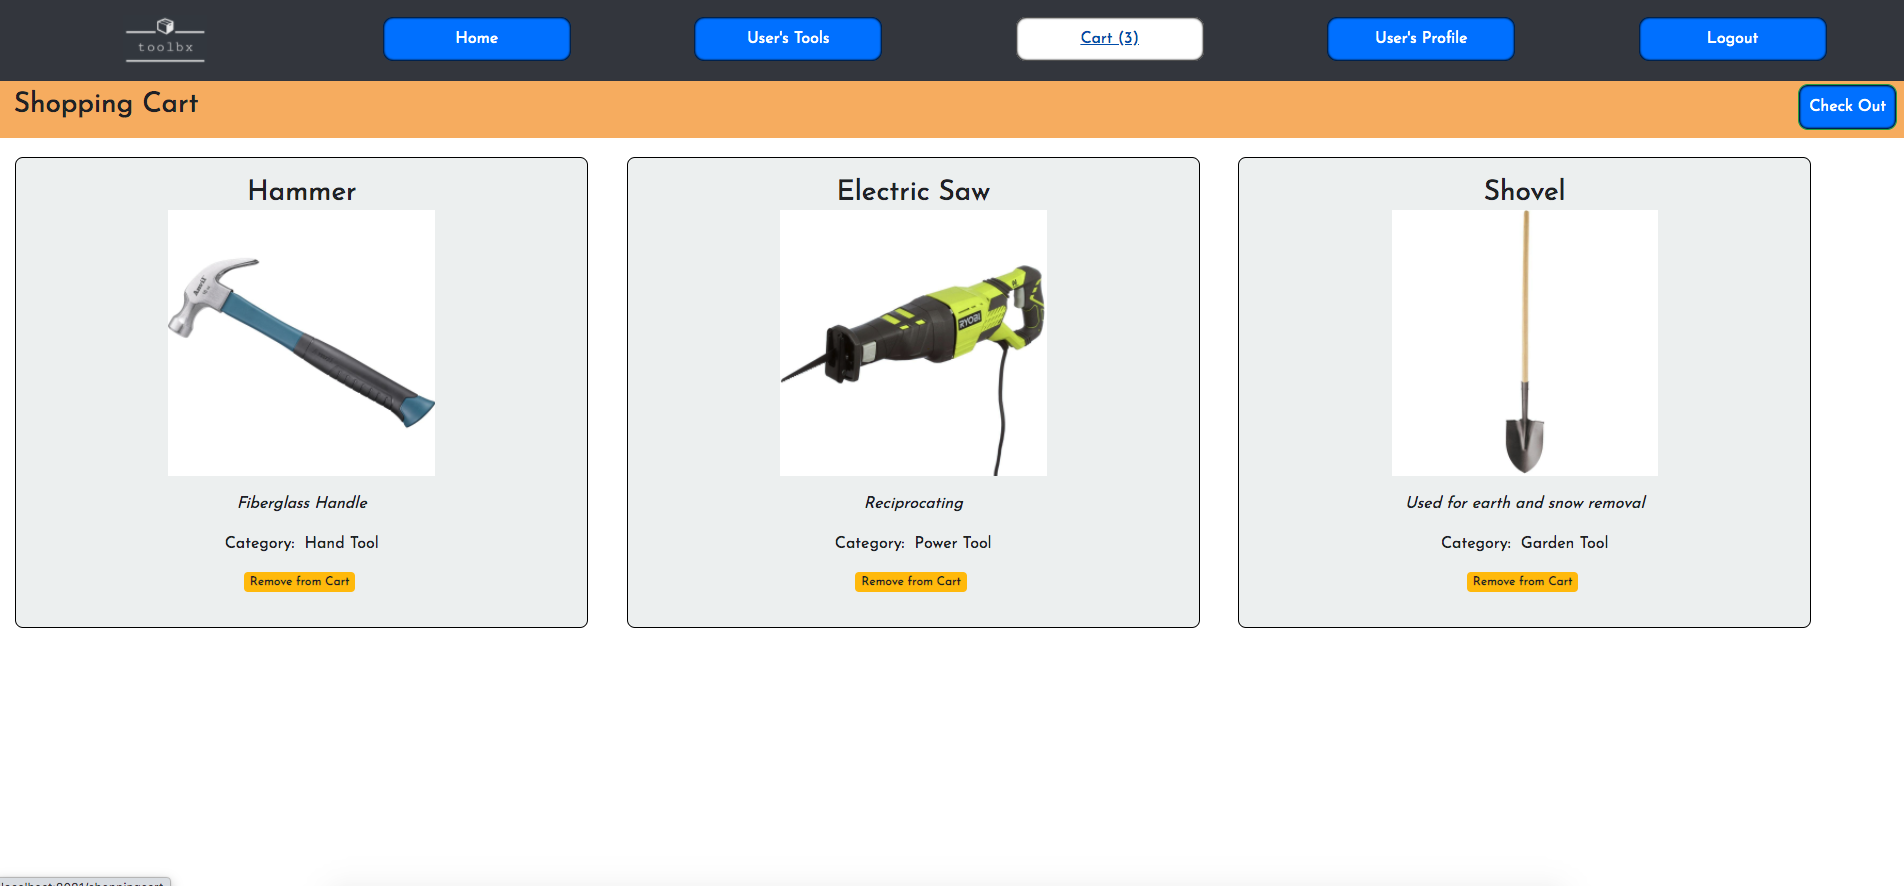 toolbx
Home
User's Tools
Cart (3)
User's Profile
Logout
Shopping Cart
Check Out
Hammer
Electric Saw
Shovel
Anvil
RYOBI
Fiberglass Handle
Reciprocating
Used for earth and snow removal
Category: Hand Tool
Category: Power Tool
Category: Garden Tool
Remove from Cart
Remove from Cart
Remove from Cart